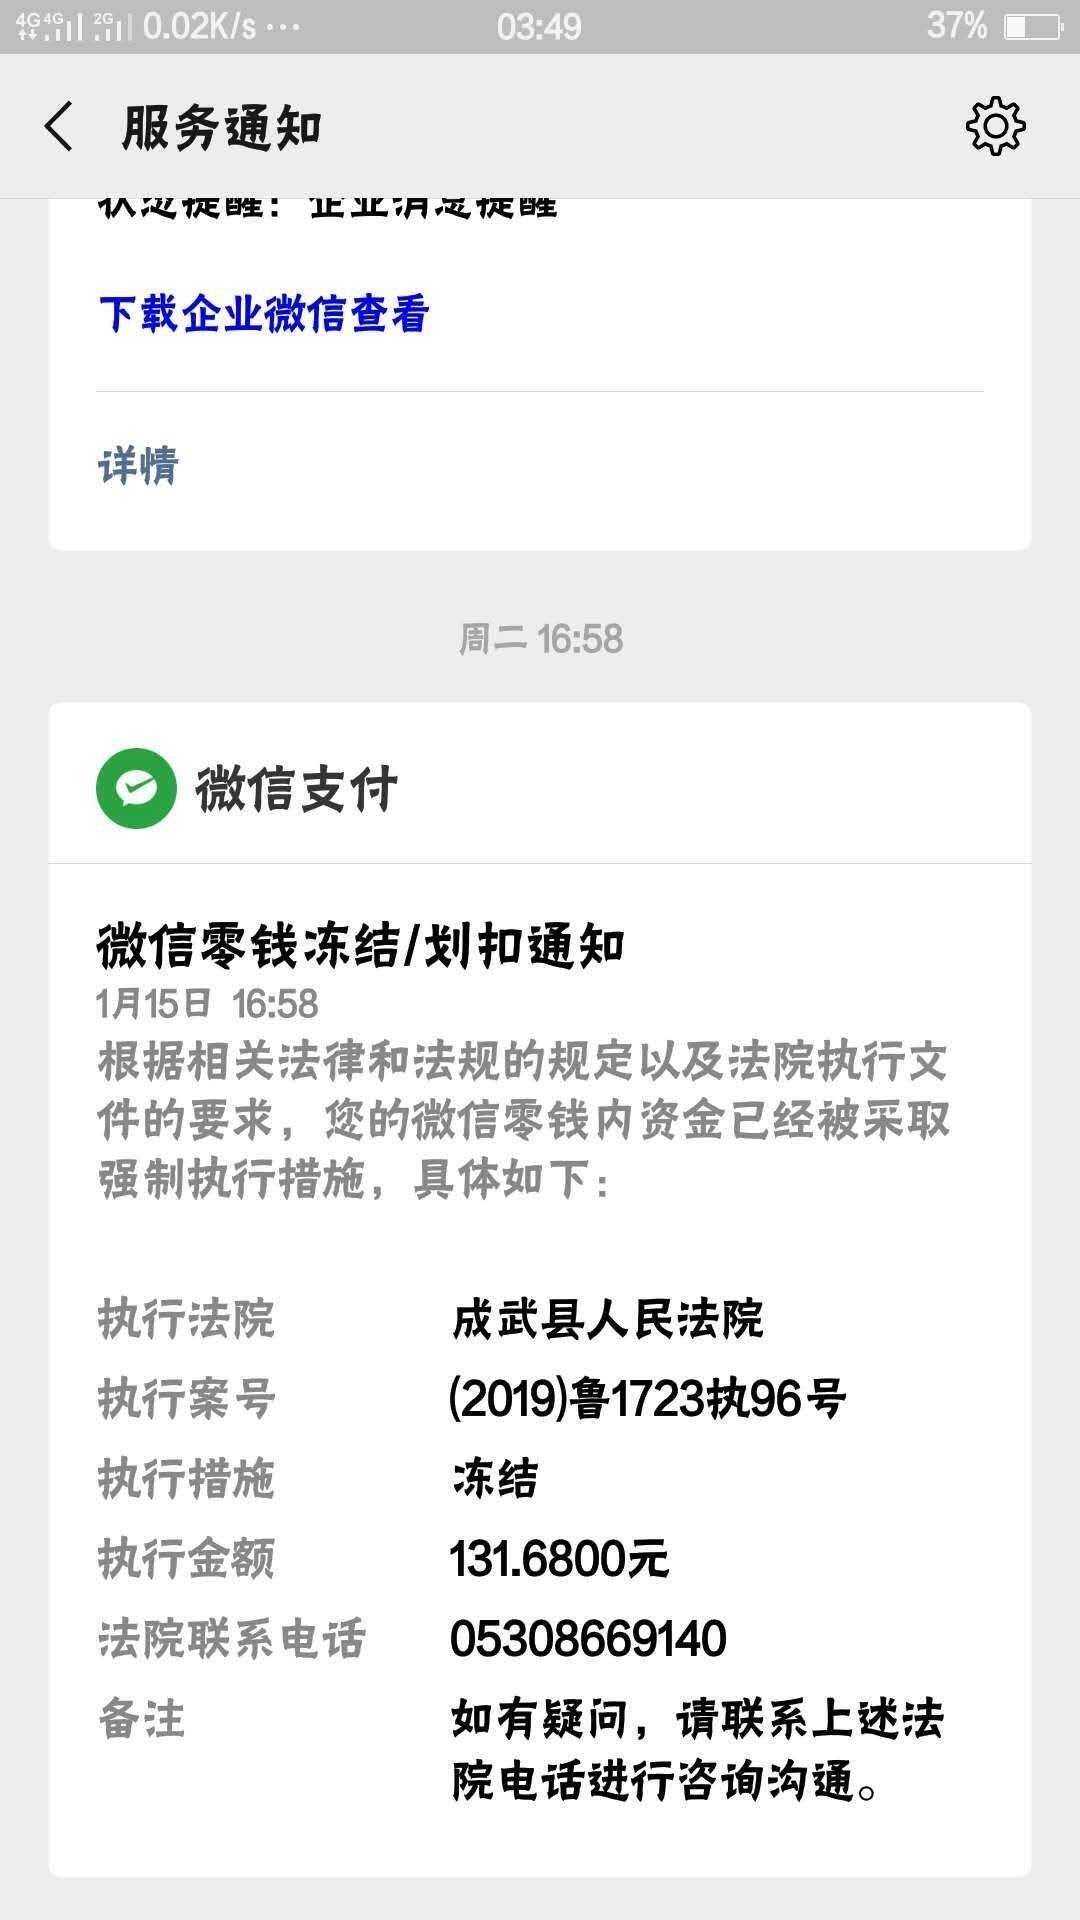 4G 4G 2G 0.02K/s ··· 03:49 37%
服务通知
状态提醒：企业消息提醒
下载企业微信查看
详情
周二 16:58
微信支付
微信零钱冻结/划扣通知
1月15日 16:58
根据相关法律和法规的规定以及法院执行文
件的要求，您的微信零钱内资金已经被采取
强制执行措施，具体如下：
执行法院 成武县人民法院
执行案号 (2019)鲁1723执96号
执行措施 冻结
执行金额 131.6800元
法院联系电话 05308669140
备注 如有疑问，请联系上述法
院电话进行咨询沟通。